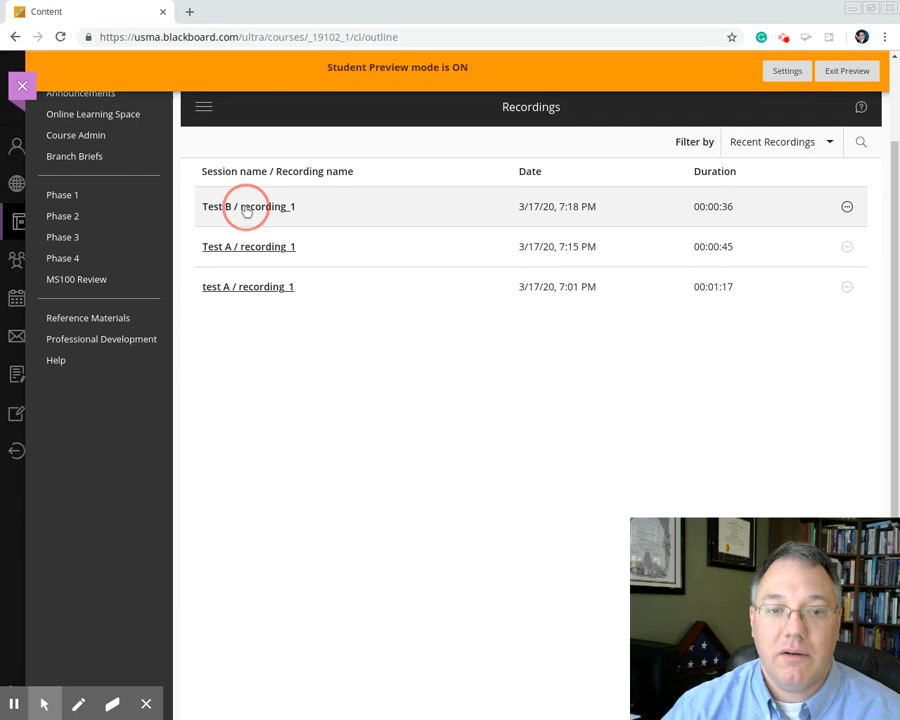 Content
https://usma.blackboard.com/ultra/courses/_19102_1/cl/outline
Student Preview mode is ON
Settings
Exit Preview
Announcements
Online Learning Space
Course Admin
Branch Briefs
Phase 1
Phase 2
Phase 3
Phase 4
MS100 Review
Reference Materials
Professional Development
Help
Recordings
Filter by
Recent Recordings
Session name / Recording name Date Duration
Test B / recording_1 3/17/20, 7:18 PM 00:00:36
Test A / recording_1 3/17/20, 7:15 PM 00:00:45
test A / recording_1 3/17/20, 7:01 PM 00:01:17